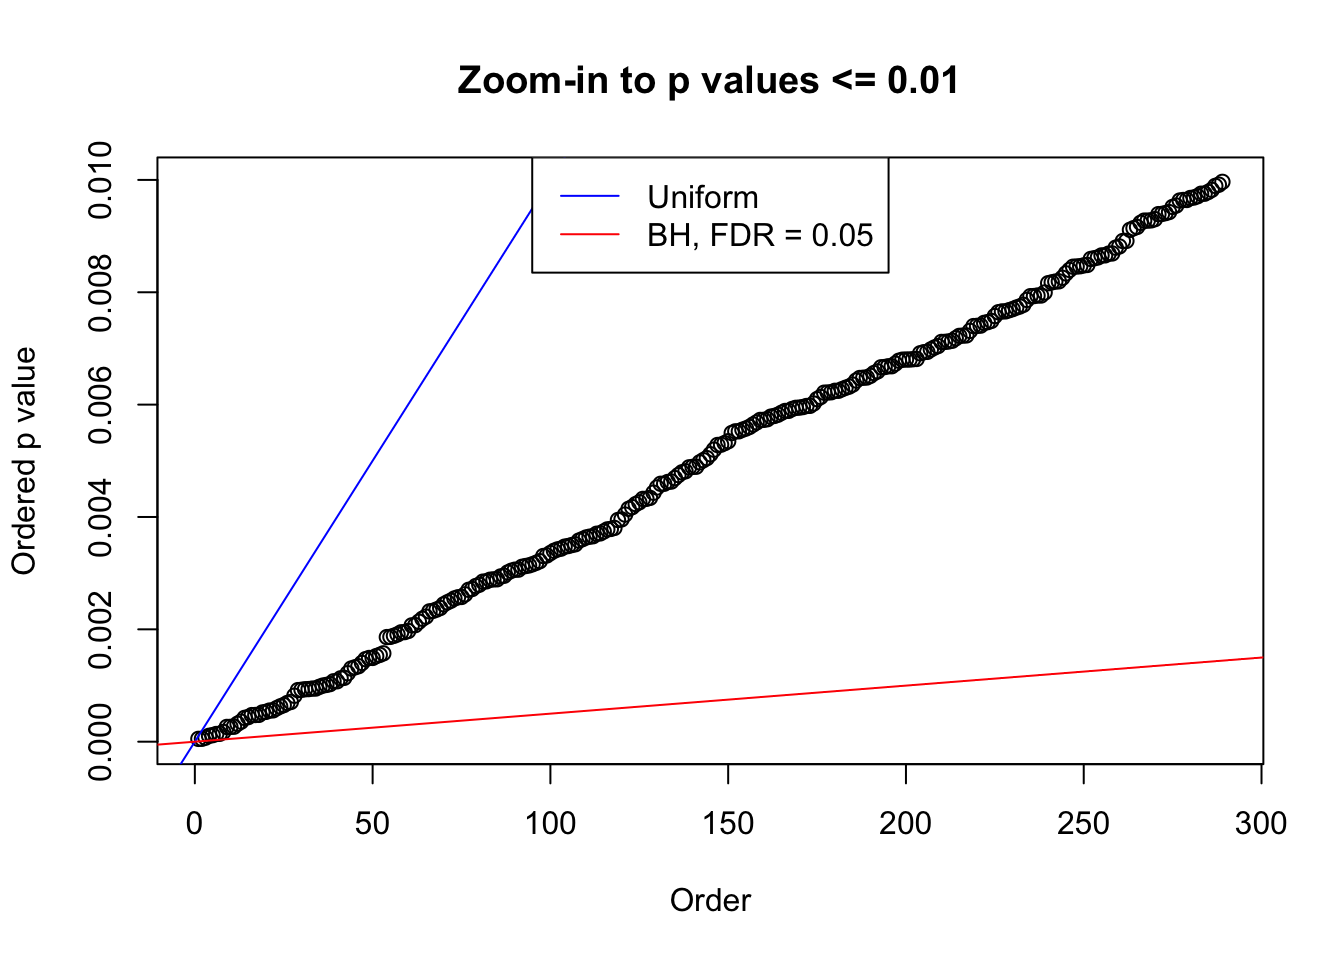 Zoom-in to p values <= 0.01
Uniform
BH, FDR = 0.05
Ordered p value
0.010
0.008
0.006
0.004
0.002
0.000
0 50 100 150 200 250 300
Order